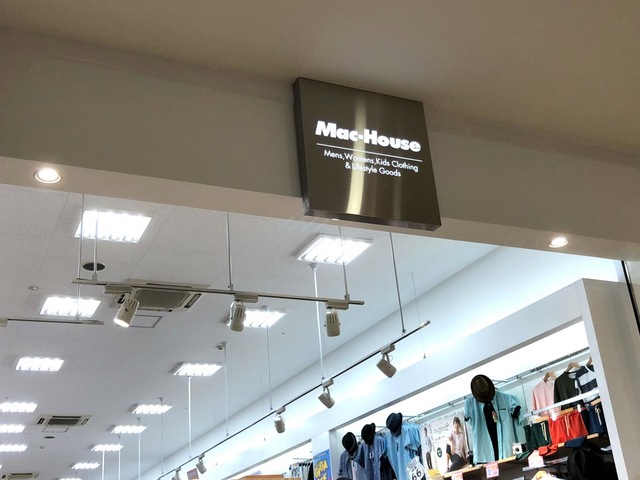 Mac-House
Mens,Womens,Kids Clothing
& Lifestyle Goods